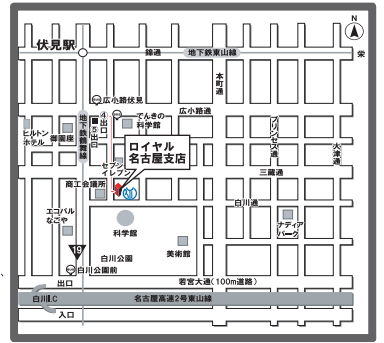 N
伏見駅
錦通
地下鉄東山線
栄
本町通
広小路伏見
広小路通
④出口
⑤出口
でんきの
科学館
地下鉄鶴舞線
ヒルトン
ホテル
御園座
プリンセス通
大津通
ロイヤル
名古屋支店
セブン
イレブン
三蔵通
商工会議所
白川通
エコパル
なごや
ナディア
パーク
科学館
19
白川公園
美術館
白川公園前
出口
若宮大通(100m道路)
白川I.C
名古屋高速2号東山線
入口
、